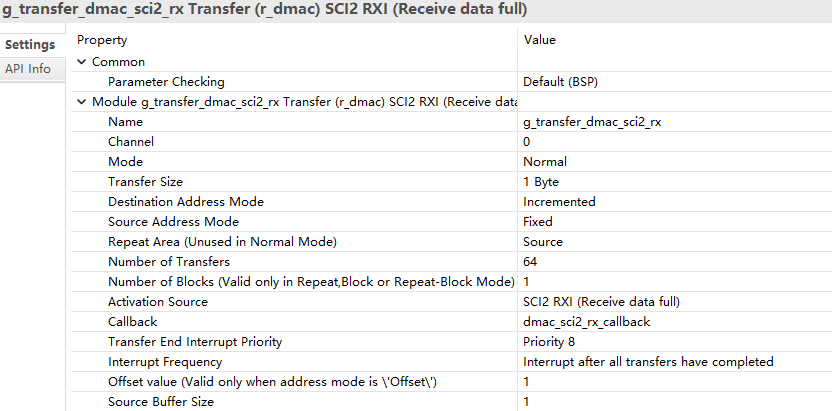 g_transfer_dmac_sci2_rx Transfer (r_dmac) SCI2 RXI (Receive data full)
Settings
API Info
Property Value
Common
Parameter Checking Default (BSP)
Module g_transfer_dmac_sci2_rx Transfer (r_dmac) SCI2 RXI (Receive data
Name g_transfer_dmac_sci2_rx
Channel 0
Mode Normal
Transfer Size 1 Byte
Destination Address Mode Incremented
Source Address Mode Fixed
Repeat Area (Unused in Normal Mode) Source
Number of Transfers 64
Number of Blocks (Valid only in Repeat,Block or Repeat-Block Mode) 1
Activation Source SCI2 RXI (Receive data full)
Callback dmac_sci2_rx_callback
Transfer End Interrupt Priority Priority 8
Interrupt Frequency Interrupt after all transfers have completed
Offset value (Valid only when address mode is \'Offset\') 1
Source Buffer Size 1